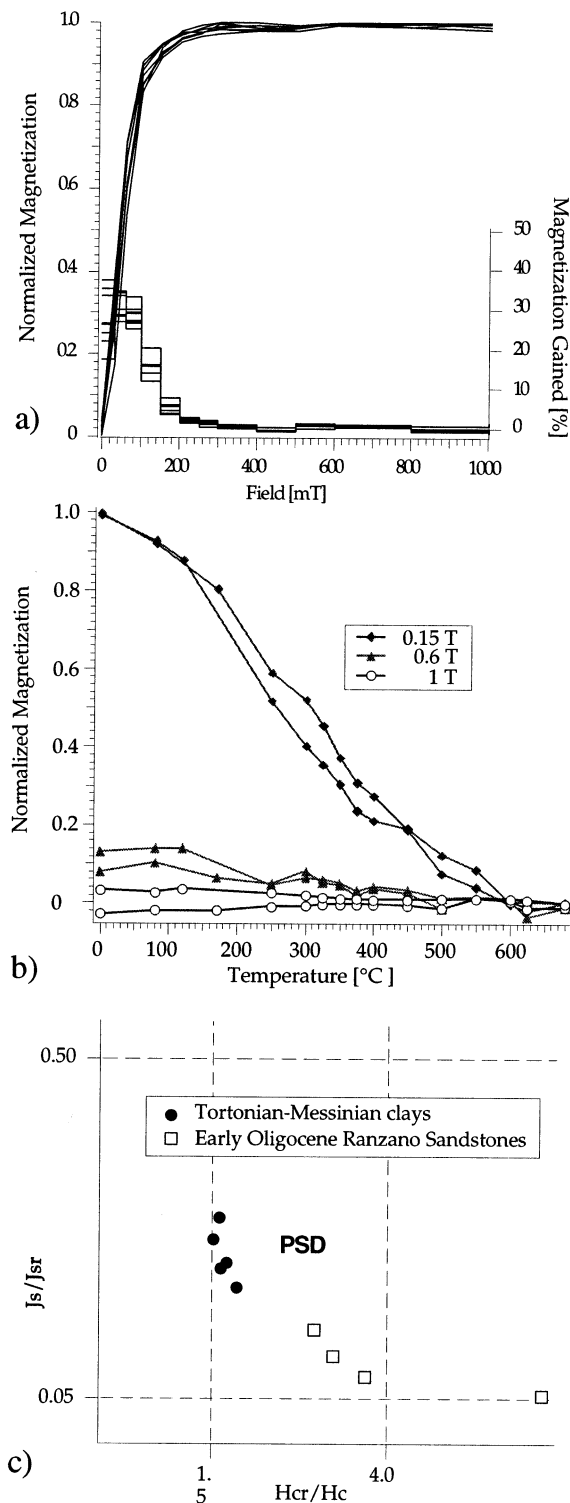 1.0
0.8
0.6
0.4
0.2
0
Normalized Magnetization
50
40
30
20
10
0
Magnetization Gained [%]
a)
0 200 400 600 800 1000
Field [mT]
1.0
0.8
0.6
0.4
0.2
0
Normalized Magnetization
0.15 T
0.6 T
1 T
b)
0 100 200 300 400 500 600
Temperature [°C ]
0.50
Tortonian-Messinian clays
Early Oligocene Ranzano Sandstones
PSD
Js/Jsr
0.05
c)
1.
5
4.0
Hcr/Hc